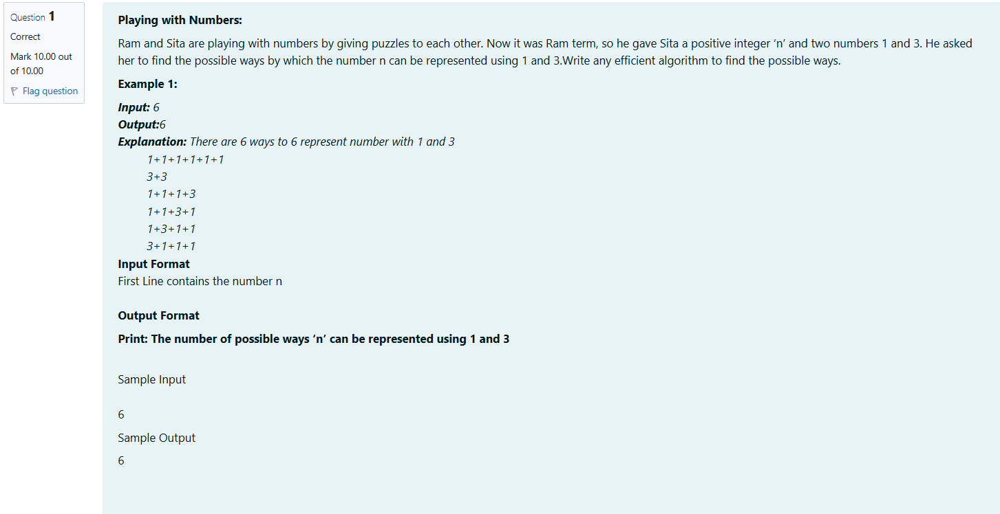 Question 1
Correct
Mark 10.00 out
of 10.00
Flag question
Playing with Numbers:
Ram and Sita are playing with numbers by giving puzzles to each other. Now it was Ram term, so he gave Sita a positive integer ‘n’ and two numbers 1 and 3. He asked
her to find the possible ways by which the number n can be represented using 1 and 3.Write any efficient algorithm to find the possible ways.
Example 1:
Input: 6
Output:6
Explanation: There are 6 ways to 6 represent number with 1 and 3
1+1+1+1+1+1
3+3
1+1+1+3
1+1+3+1
1+3+1+1
3+1+1+1
Input Format
First Line contains the number n
Output Format
Print: The number of possible ways ‘n’ can be represented using 1 and 3
Sample Input
6
Sample Output
6